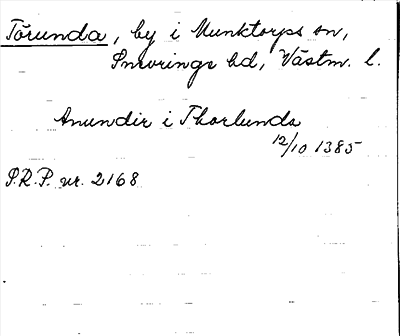 Törunda, by i Munktorps sn,
Snevringe hd, Västm. l.
Anundir i Thorlunda
12/10 1385
S.R.P. nr. 2168